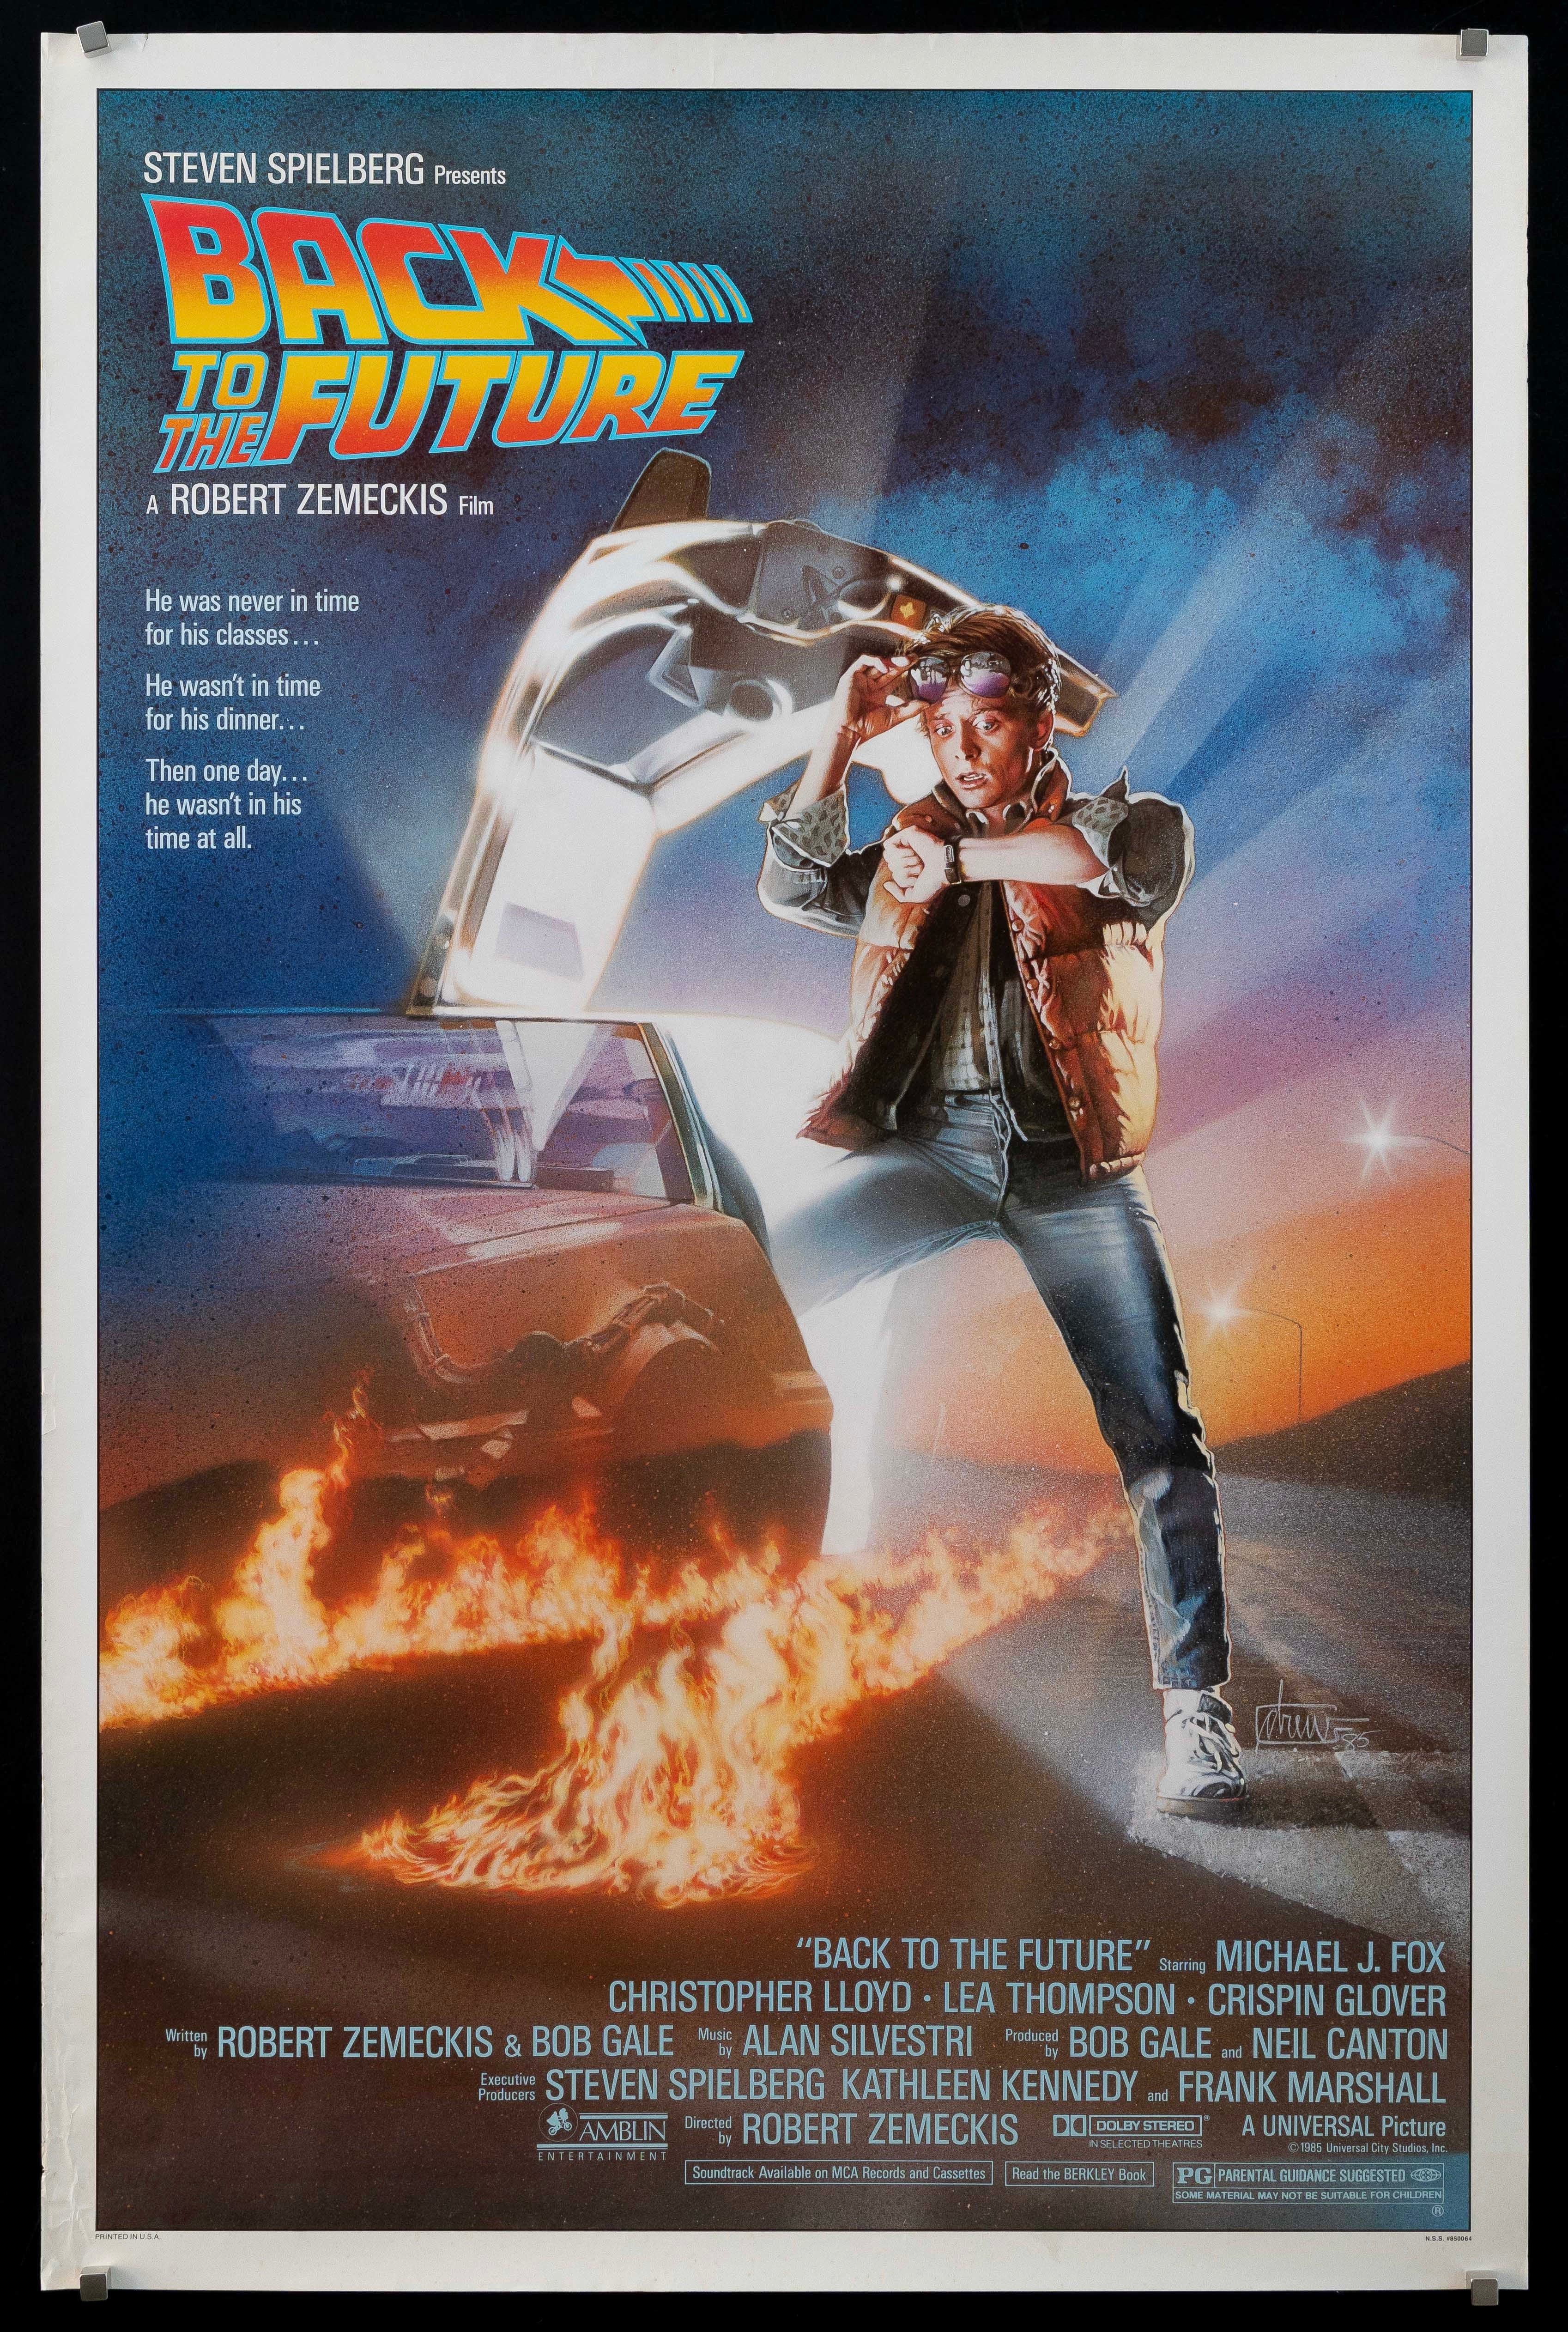 STEVEN SPIELBERG Presents
BACK
TO
THE FUTURE
A ROBERT ZEMECKIS Film
He was never in time
for his classes...
He wasn't in time
for his dinner...
Then one day...
he wasn't in his
time at all.
drew 85
"BACK TO THE FUTURE" Starring MICHAEL J. FOX
CHRISTOPHER LLOYD • LEA THOMPSON • CRISPIN GLOVER
Written by ROBERT ZEMECKIS & BOB GALE Music by ALAN SILVESTRI Produced by BOB GALE and NEIL CANTON
Executive Producers STEVEN SPIELBERG KATHLEEN KENNEDY and FRANK MARSHALL
AMBLIN
ENTERTAINMENT
Directed by ROBERT ZEMECKIS
DOLBY STEREO®
IN SELECTED THEATRES
A UNIVERSAL Picture
©1985 Universal City Studios, Inc.
Soundtrack Available on MCA Records and Cassettes
Read the BERKLEY Book
PG PARENTAL GUIDANCE SUGGESTED
SOME MATERIAL MAY NOT BE SUITABLE FOR CHILDREN
®
PRINTED IN U.S.A.
N.S.S. #850064